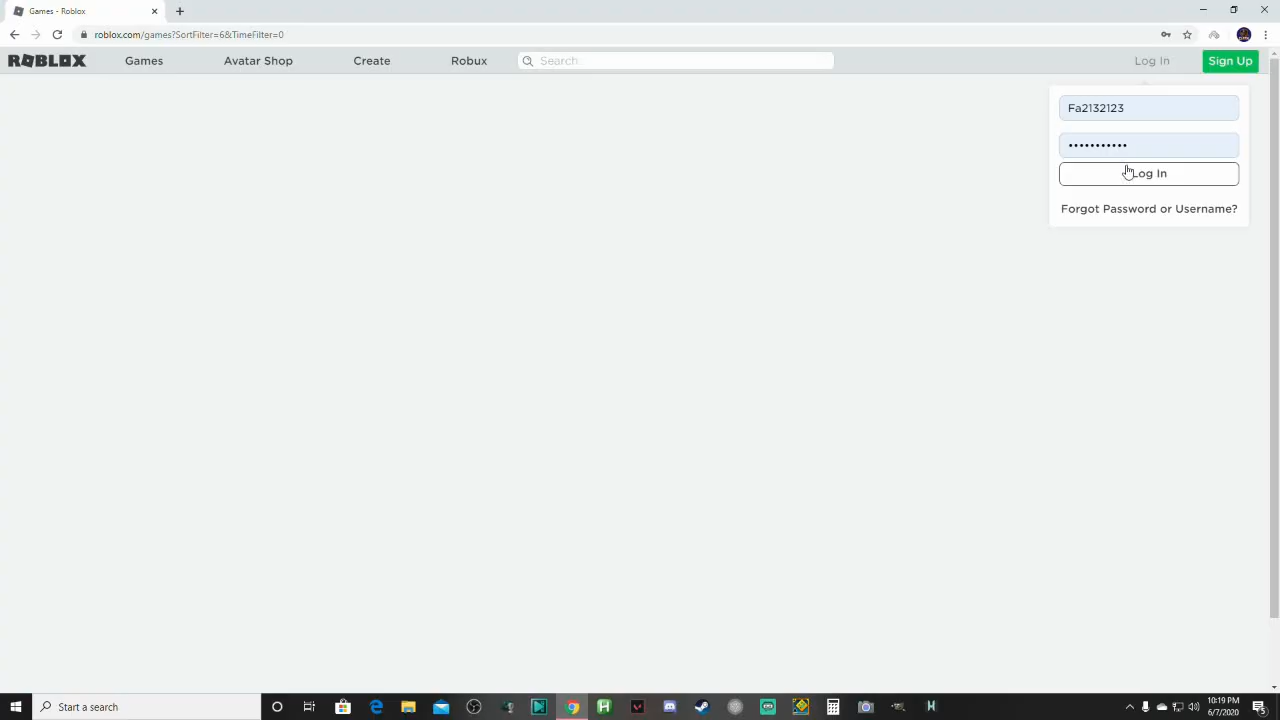 Games - Roblox
roblox.com/games?SortFilter=6&TimeFilter=0
ROBLOX Games Avatar Shop Create Robux Search Log In Sign Up
Fa2132123
•••••••••••
Log In
Forgot Password or Username?
Start a search
10:19 PM
6/7/2020